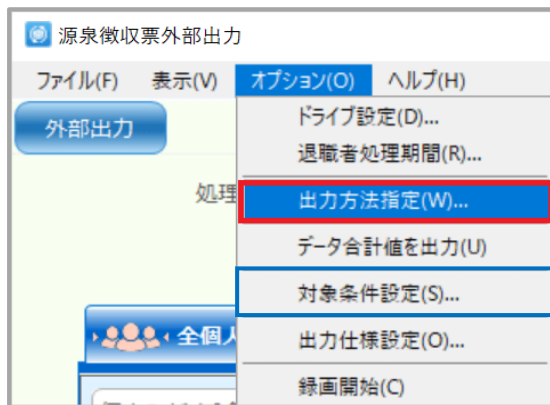 源泉徴収票外部出力
ファイル(F) 表示(V) オプション(O) ヘルプ(H)
外部出力
ドライブ設定(D)...
退職者処理期間(R)...
処理
出力方法指定(W)...
データ合計値を出力(U)
対象条件設定(S)...
全個人
出力仕様設定(O)...
録画開始(C)